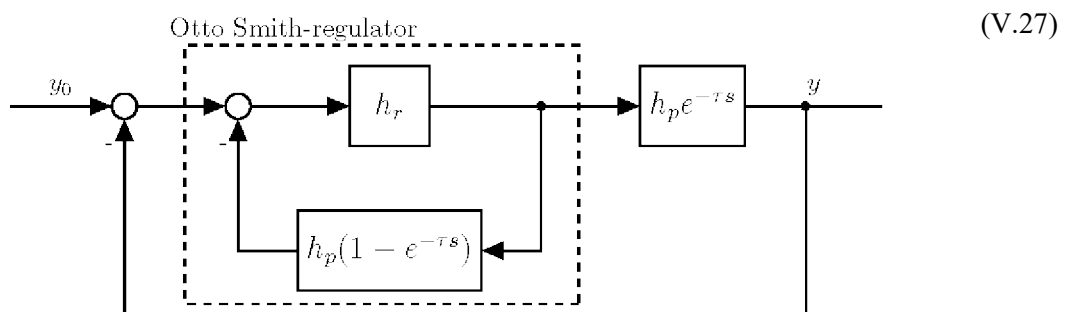 Otto Smith-regulator
(V.27)
y₀
-
-
hᵣ
hₚe^{-τs}
y
hₚ(1 − e^{-τs})